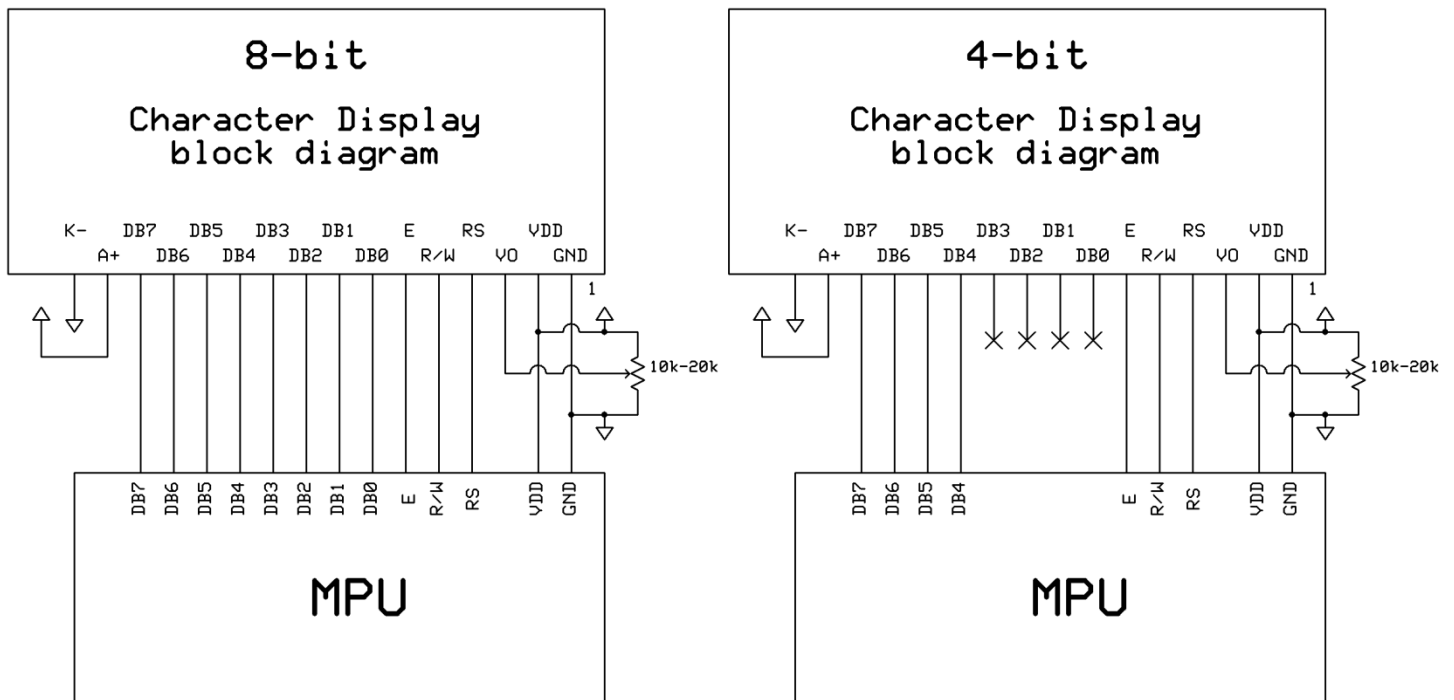 8-bit
Character Display
block diagram
K- DB7 DB5 DB3 DB1 E RS VDD
A+ DB6 DB4 DB2 DB0 R/W VO GND
1
10k-20k
DB7 DB6 DB5 DB4 DB3 DB2 DB1 DB0 E R/W RS VDD GND
MPU
4-bit
Character Display
block diagram
K- DB7 DB5 DB3 DB1 E RS VDD
A+ DB6 DB4 DB2 DB0 R/W VO GND
1
10k-20k
DB7 DB6 DB5 DB4 E R/W RS VDD GND
MPU